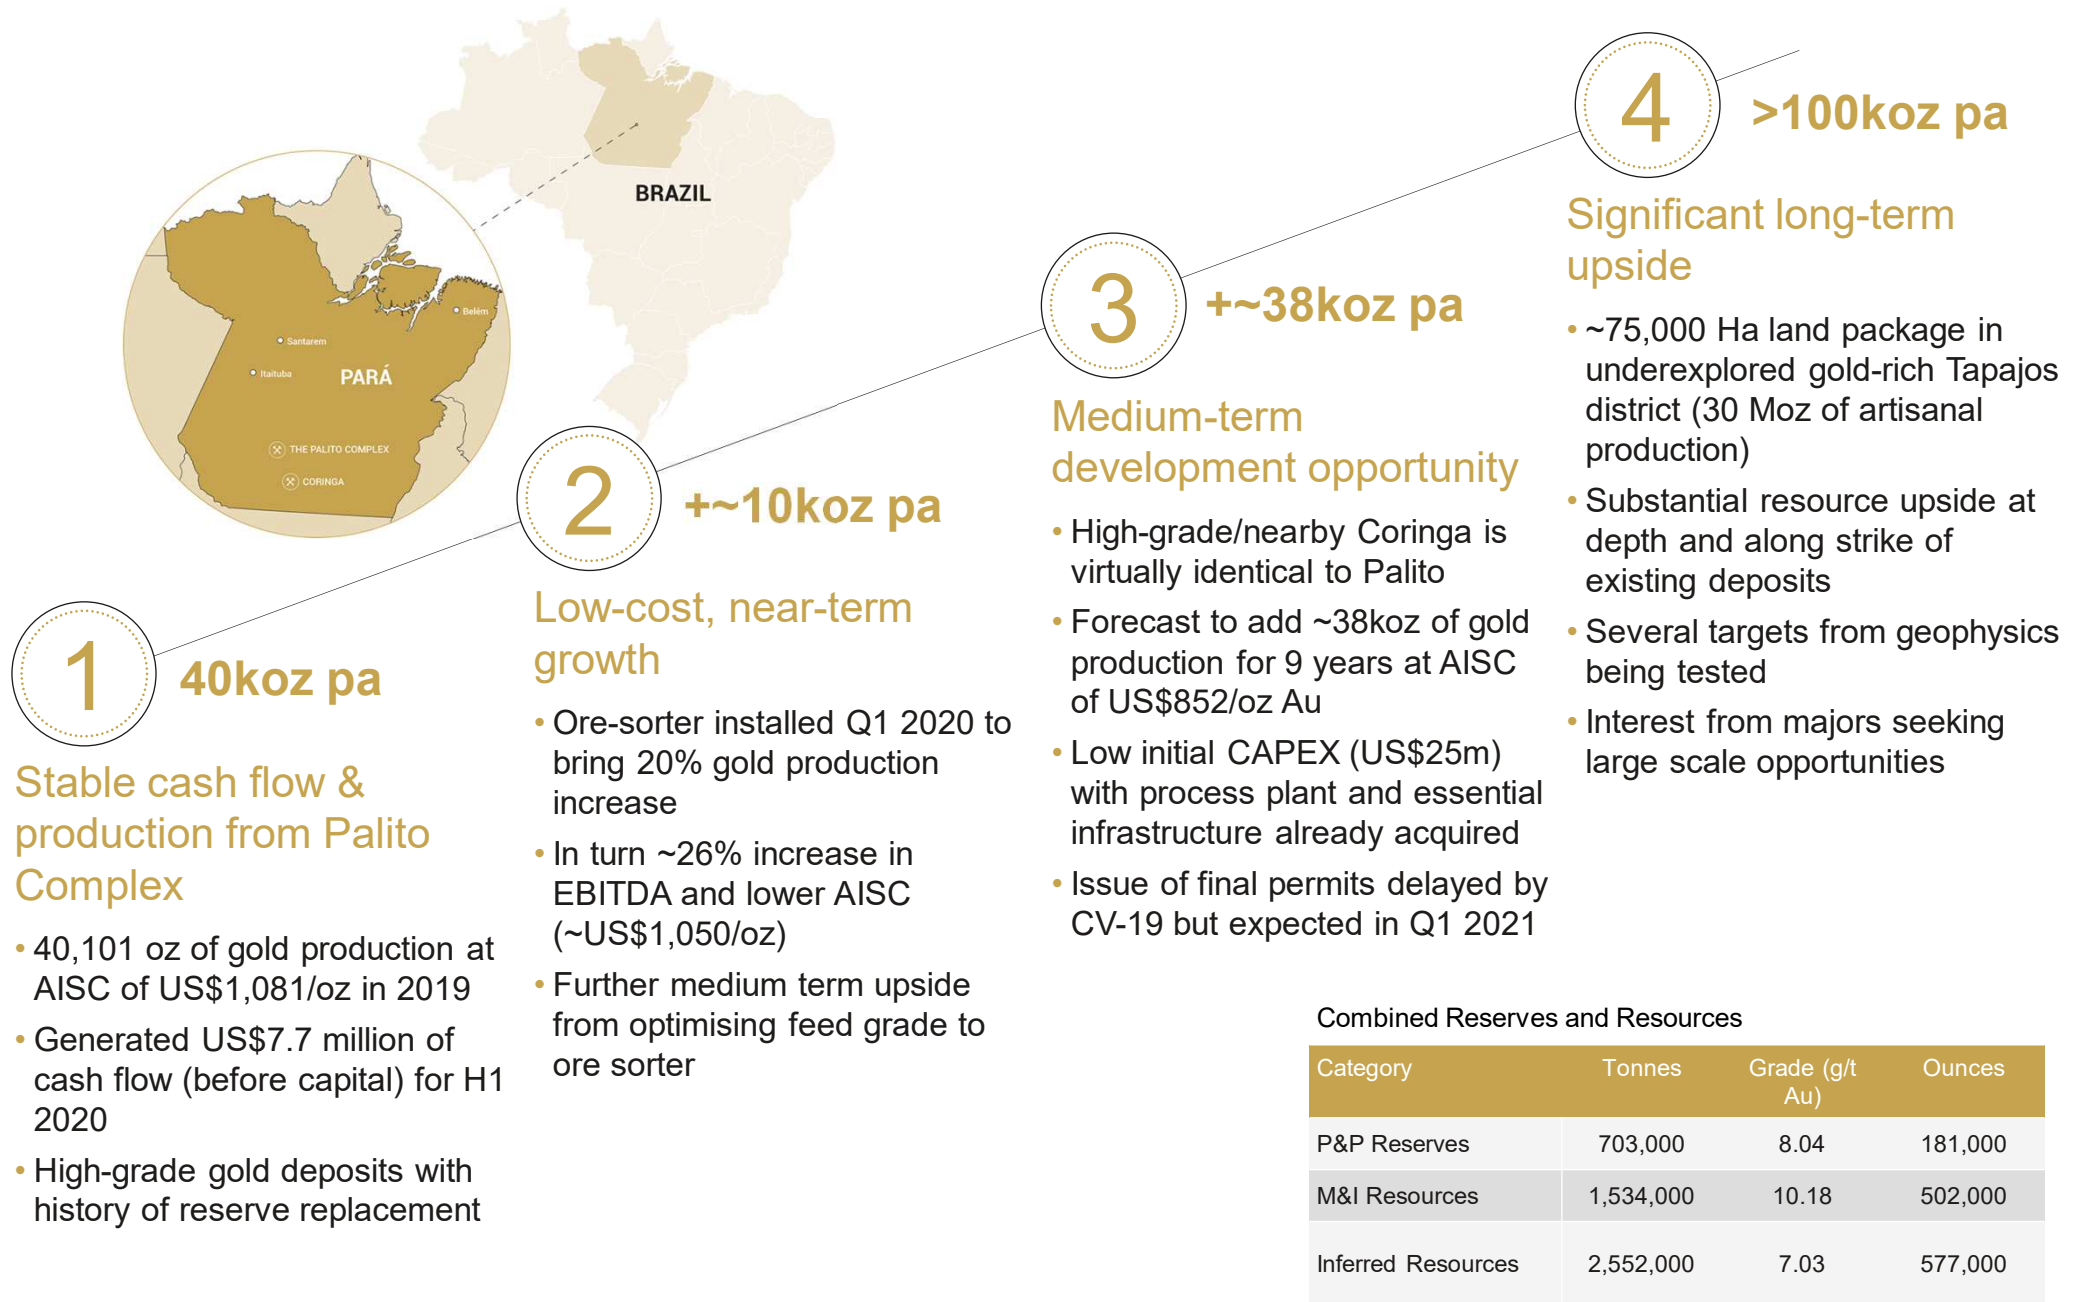 BRAZIL
Belém
Santarem
Itaituba
PARÁ
THE PALITO COMPLEX
CORINGA
1
40koz pa
Stable cash flow &
production from Palito
Complex
• 40,101 oz of gold production at
AISC of US$1,081/oz in 2019
• Generated US$7.7 million of
cash flow (before capital) for H1
2020
• High-grade gold deposits with
history of reserve replacement
2
+~10koz pa
Low-cost, near-term
growth
• Ore-sorter installed Q1 2020 to
bring 20% gold production
increase
• In turn ~26% increase in
EBITDA and lower AISC
(~US$1,050/oz)
• Further medium term upside
from optimising feed grade to
ore sorter
3
+~38koz pa
Medium-term
development opportunity
• High-grade/nearby Coringa is
virtually identical to Palito
• Forecast to add ~38koz of gold
production for 9 years at AISC
of US$852/oz Au
• Low initial CAPEX (US$25m)
with process plant and essential
infrastructure already acquired
• Issue of final permits delayed by
CV-19 but expected in Q1 2021
4
>100koz pa
Significant long-term
upside
• ~75,000 Ha land package in
underexplored gold-rich Tapajos
district (30 Moz of artisanal
production)
• Substantial resource upside at
depth and along strike of
existing deposits
• Several targets from geophysics
being tested
• Interest from majors seeking
large scale opportunities
Combined Reserves and Resources
Category Tonnes Grade (g/t Au) Ounces
P&P Reserves 703,000 8.04 181,000
M&I Resources 1,534,000 10.18 502,000
Inferred Resources 2,552,000 7.03 577,000